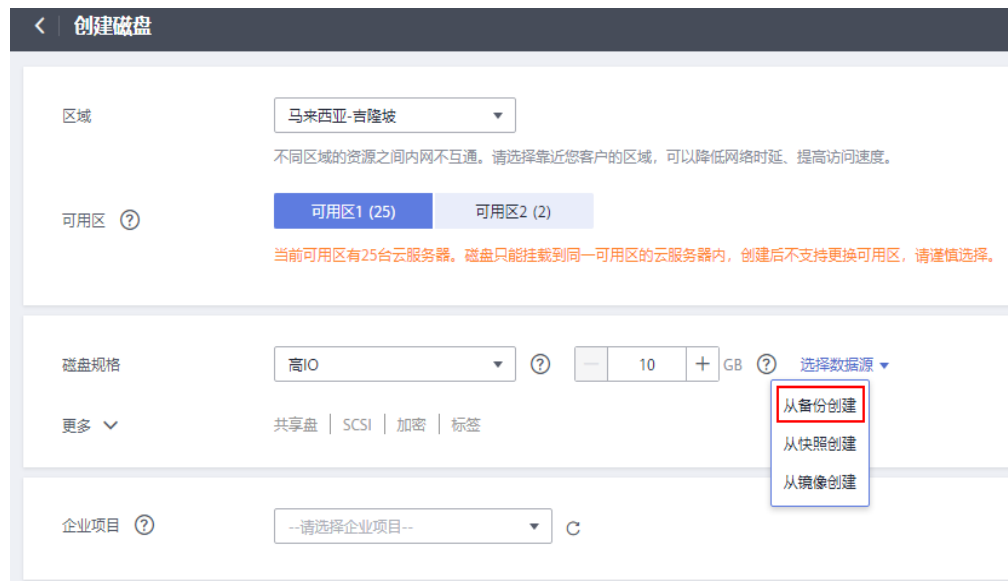 创建磁盘
区域
马来西亚-吉隆坡
不同区域的资源之间内网不互通。请选择靠近您客户的区域，可以降低网络时延、提高访问速度。
可用区 ?
可用区1 (25) 可用区2 (2)
当前可用区有25台云服务器。磁盘只能挂载到同一可用区的云服务器内，创建后不支持更换可用区，请谨慎选择。
磁盘规格
高IO ? — 10 + GB ? 选择数据源
从备份创建
从快照创建
从镜像创建
更多
共享盘 | SCSI | 加密 | 标签
企业项目 ?
--请选择企业项目--